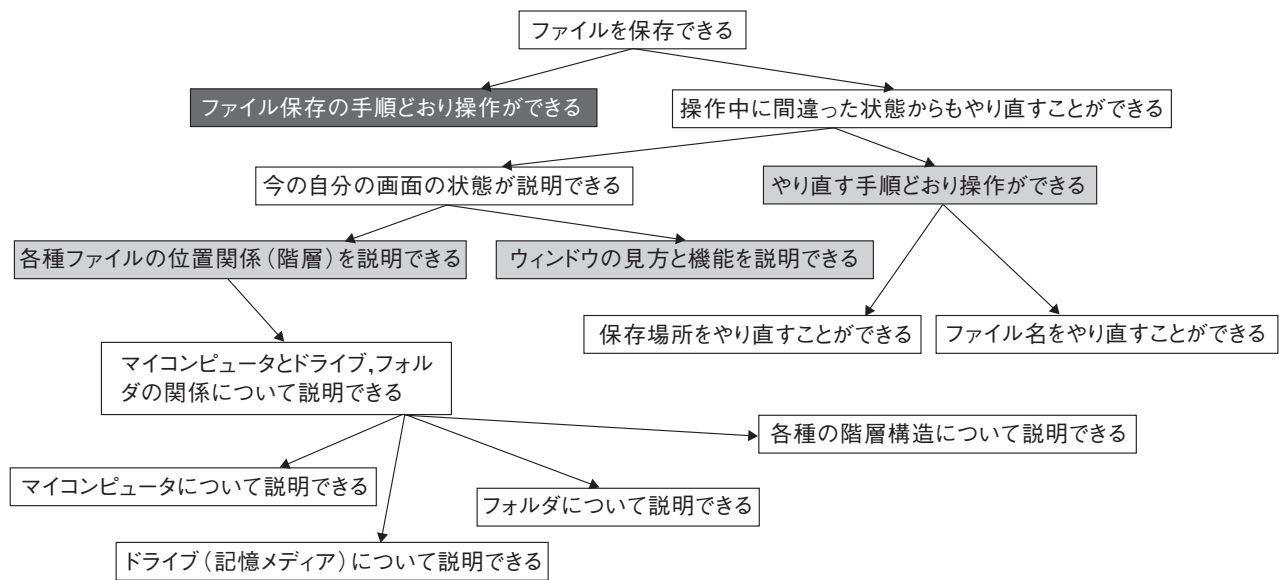 ファイルを保存できる
ファイル保存の手順どおり操作ができる
操作中に間違った状態からもやり直すことができる
今の自分の画面の状態が説明できる
やり直す手順どおり操作ができる
各種ファイルの位置関係（階層）を説明できる
ウィンドウの見方と機能を説明できる
保存場所をやり直すことができる
ファイル名をやり直すことができる
マイコンピュータとドライブ,フォル
ダの関係について説明できる
各種の階層構造について説明できる
マイコンピュータについて説明できる
フォルダについて説明できる
ドライブ（記憶メディア）について説明できる